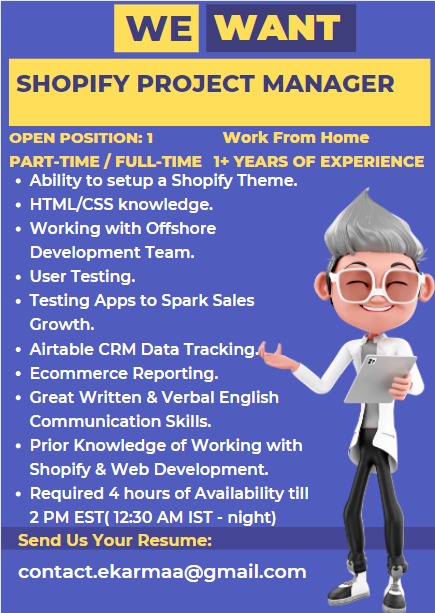 WE WANT
SHOPIFY PROJECT MANAGER
OPEN POSITION: 1 Work From Home
PART-TIME / FULL-TIME 1+ YEARS OF EXPERIENCE
• Ability to setup a Shopify Theme.
• HTML/CSS knowledge.
• Working with Offshore
Development Team.
• User Testing.
• Testing Apps to Spark Sales
Growth.
• Airtable CRM Data Tracking.
• Ecommerce Reporting.
• Great Written & Verbal English
Communication Skills.
• Prior Knowledge of Working with
Shopify & Web Development.
• Required 4 hours of Availability till
2 PM EST( 12:30 AM IST - night)
Send Us Your Resume:
contact.ekarmaa@gmail.com